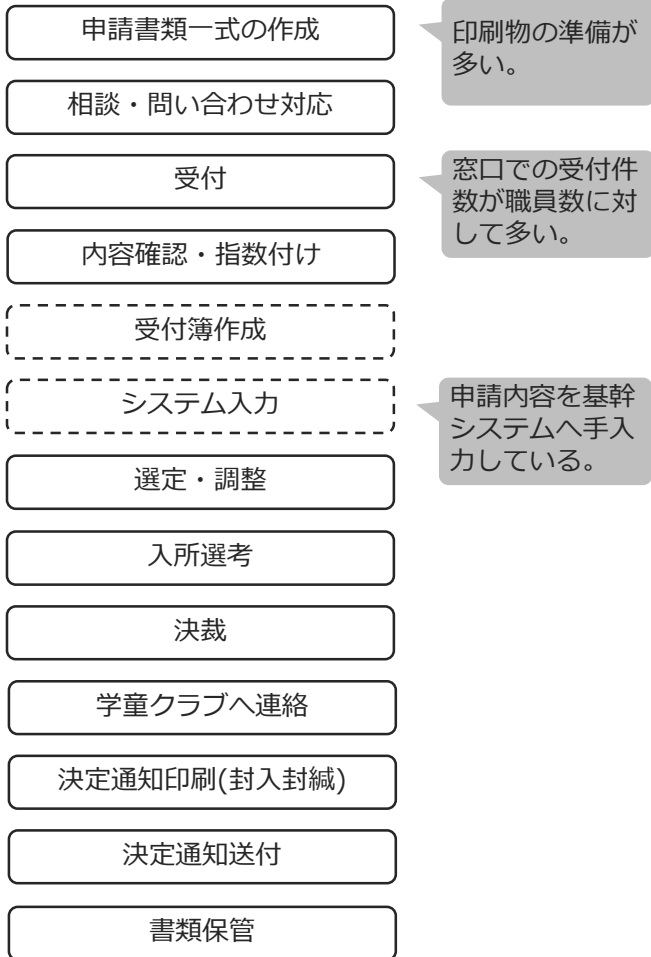 申請書類一式の作成
印刷物の準備が
多い。
相談・問い合わせ対応
受付
窓口での受付件
数が職員数に対
して多い。
内容確認・指数付け
受付簿作成
システム入力
申請内容を基幹
システムへ手入
力している。
選定・調整
入所選考
決裁
学童クラブへ連絡
決定通知印刷(封入封緘)
決定通知送付
書類保管